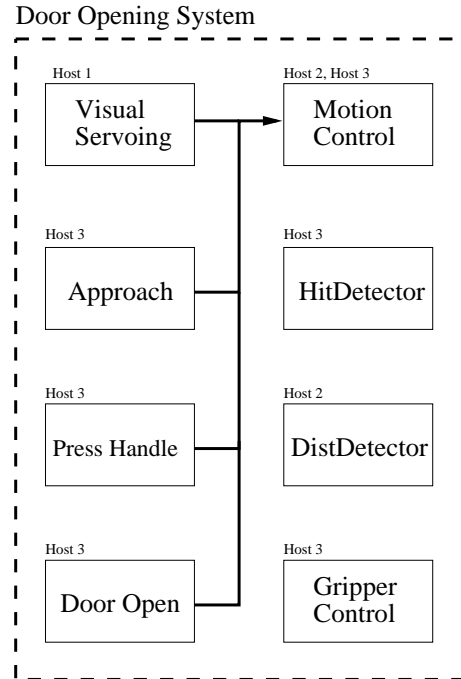 Door Opening System
Host 1
Visual
Servoing
Host 2, Host 3
Motion
Control
Host 3
Approach
Host 3
HitDetector
Host 3
Press Handle
Host 2
DistDetector
Host 3
Door Open
Host 3
Gripper
Control